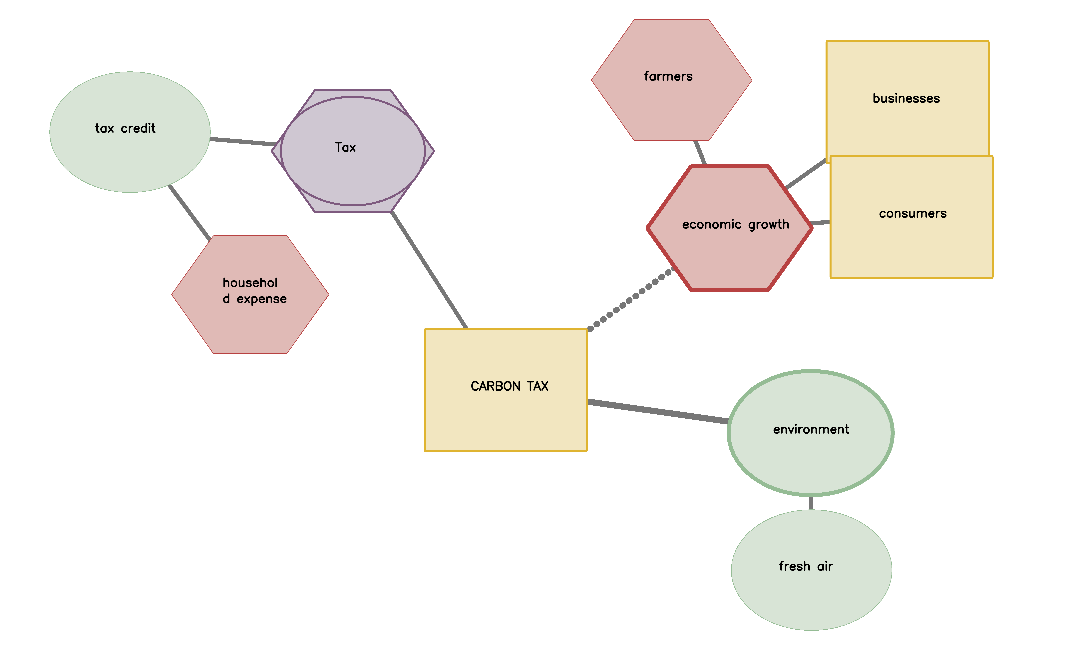 farmers
businesses
tax credit
Tax
consumers
economic growth
househol
d expense
CARBON TAX
environment
fresh air